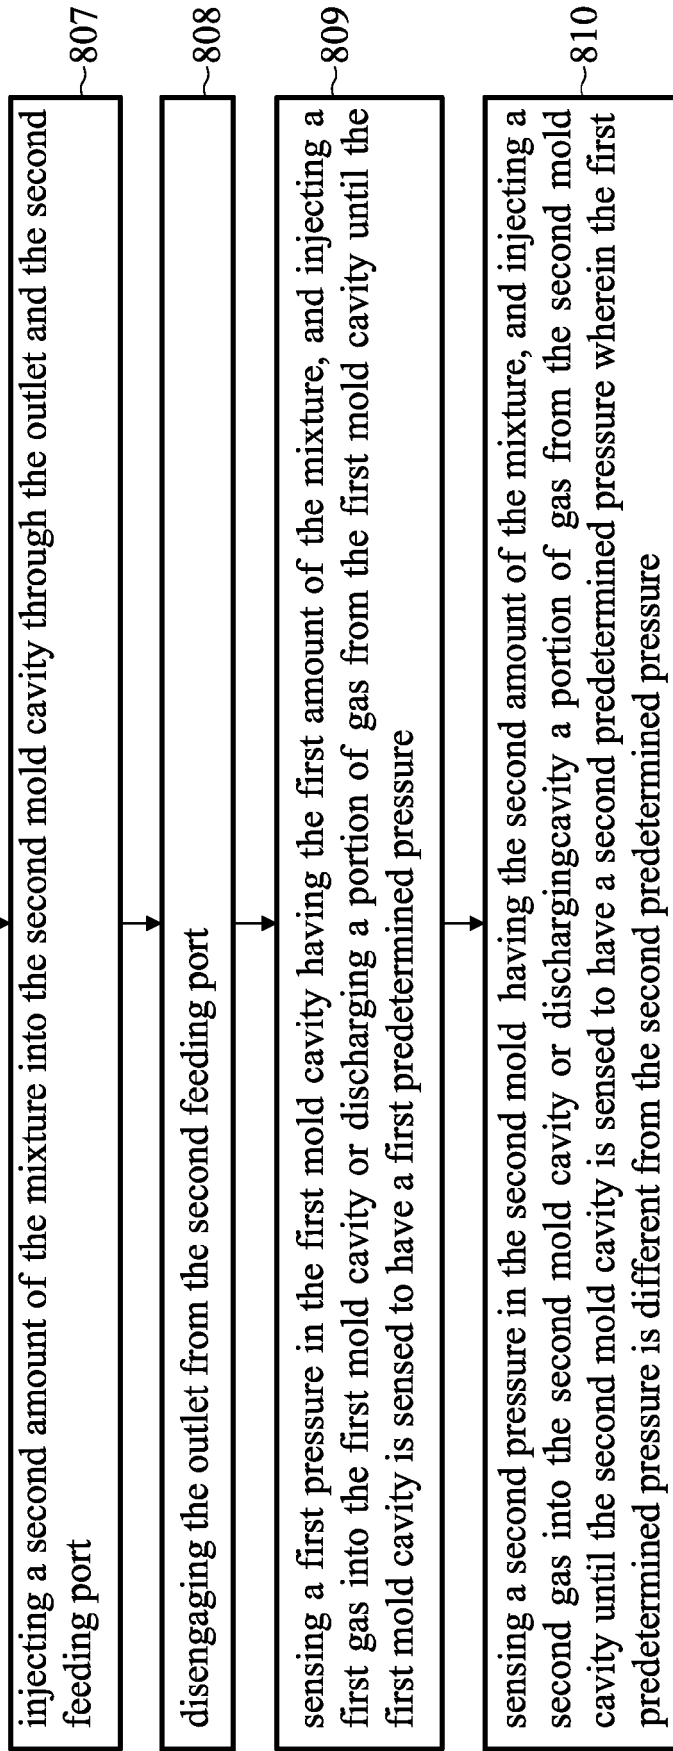 injecting a second amount of the mixture into the second mold cavity through the outlet and the second
feeding port
~807
disengaging the outlet from the second feeding port
~808
sensing a first pressure in the first mold cavity having the first amount of the mixture, and injecting a
first gas into the first mold cavity or discharging a portion of gas from the first mold cavity until the
first mold cavity is sensed to have a first predetermined pressure
~809
sensing a second pressure in the second mold having the second amount of the mixture, and injecting a
second gas into the second mold cavity or dischargingcavity a portion of gas from the second mold
cavity until the second mold cavity is sensed to have a second predetermined pressure wherein the first
predetermined pressure is different from the second predetermined pressure
~810